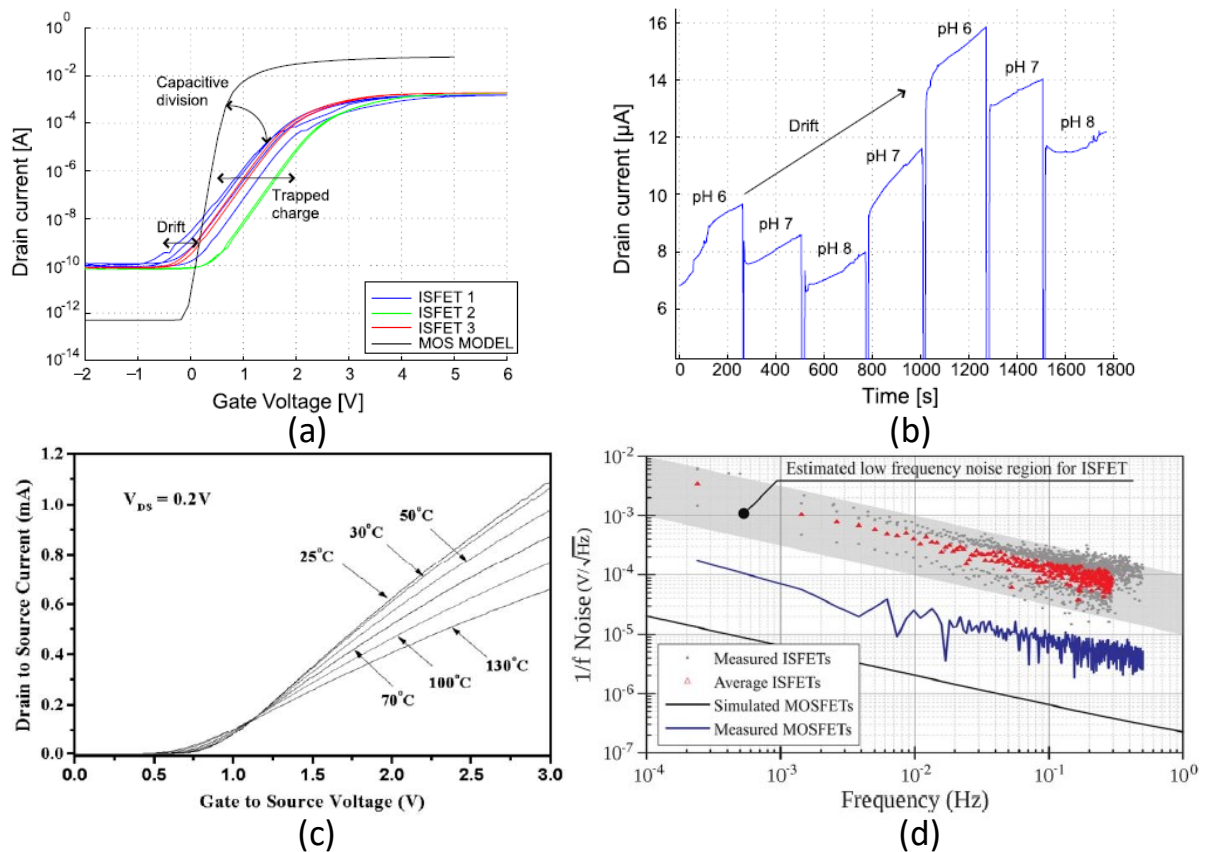 10^0
10^-2
10^-4
10^-6
10^-8
10^-10
10^-12
10^-14
Drain current [A]
Capacitive
division
Trapped
charge
Drift
ISFET 1
ISFET 2
ISFET 3
MOS MODEL
−2 −1 0 1 2 3 4 5 6
Gate Voltage [V]
(a)
16
14
12
10
8
6
Drain current [µA]
pH 6
pH 7
pH 8
pH 7
pH 6
pH 7
pH 8
Drift
0 200 400 600 800 1000 1200 1400 1600 1800
Time [s]
(b)
1.2
1.0
0.8
0.6
0.4
0.2
0.0
Drain to Source Current (mA)
V_DS = 0.2V
50°C
30°C
25°C
130°C
100°C
70°C
0.0 0.5 1.0 1.5 2.0 2.5 3.0
Gate to Source Voltage (V)
(c)
10^-2
10^-3
10^-4
10^-5
10^-6
10^-7
1/f Noise (V/√Hz)
Estimated low frequency noise region for ISFET
Measured ISFETs
Average ISFETs
Simulated MOSFETs
Measured MOSFETs
10^-4 10^-3 10^-2 10^-1 10^0
Frequency (Hz)
(d)